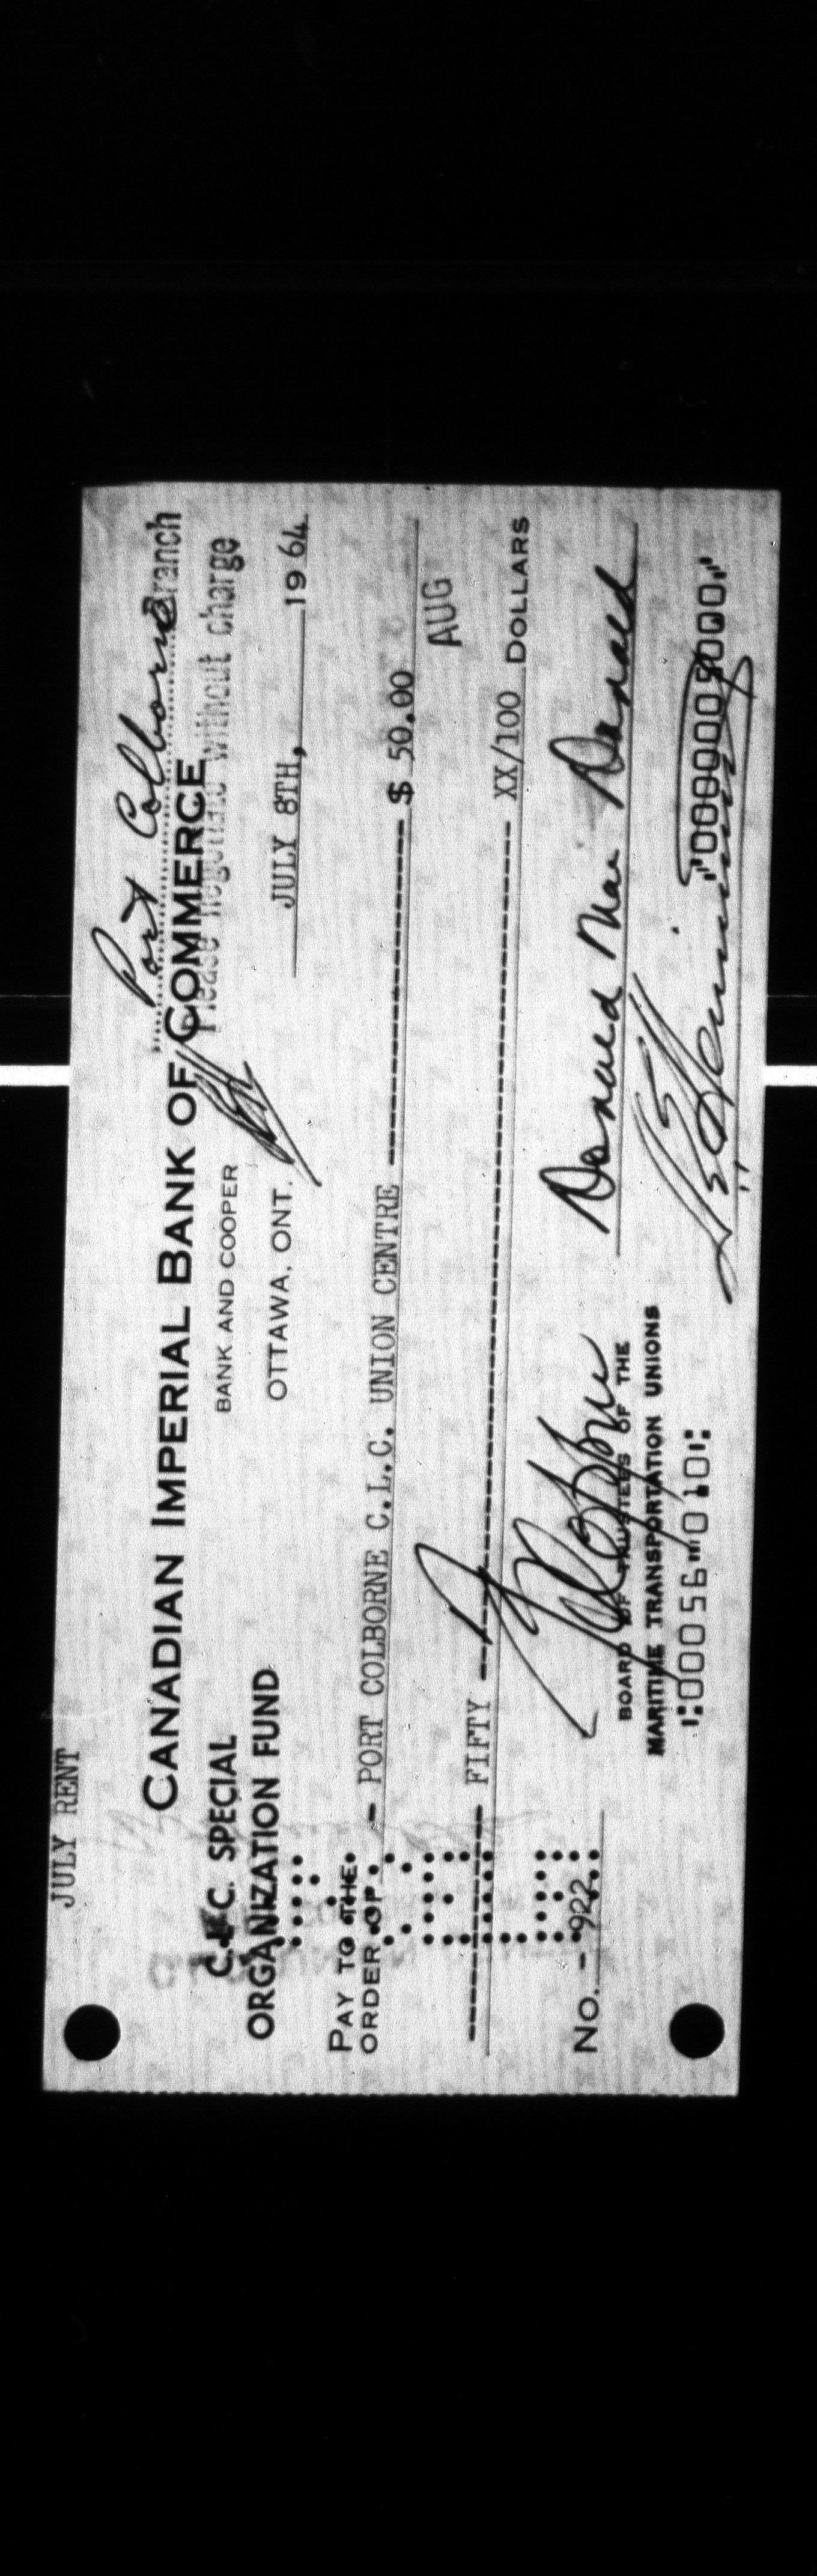 JULY RENT
Port Colborne Branch
CANADIAN IMPERIAL BANK OF COMMERCE
Please negotiate without charge
C.L.C. SPECIAL
ORGANIZATION FUND
BANK AND COOPER
OTTAWA, ONT.
JULY 8TH, 1964
PAY TO THE
ORDER OF - PORT COLBORNE C.L.C. UNION CENTRE ---------- $ 50.00
AUG
---------- FIFTY ---------- XX/100 DOLLARS
No. - 922
BOARD OF TRUSTEES OF THE
MARITIME TRANSPORTATION UNIONS
Donald MacDonald
⑆00056⑉010⑆ ⑈0000005000⑈